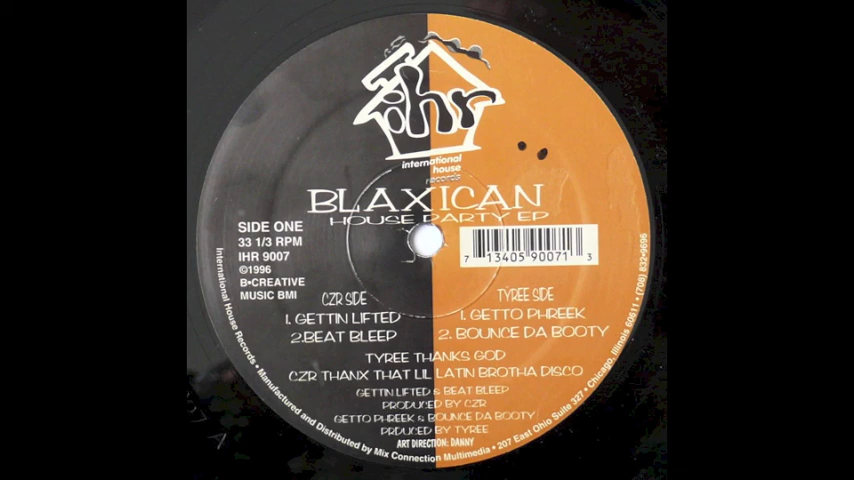 ihr
international
house
records
BLAXICAN
HOUSE PARTY EP
SIDE ONE
33 1/3 RPM
IHR 9007
©1996
B•CREATIVE
MUSIC BMI
7 13405 90071 3
CZR SIDE
1. GETTIN LIFTED
2.BEAT BLEEP
TYREE SIDE
1. GETTO PHREEK
2. BOUNCE DA BOOTY
TYREE THANKS GOD
CZR THANX THAT LIL LATIN BROTHA DISCO
GETTIN LIFTED & BEAT BLEEP
PRODUCED BY CZR
GETTO PHREEK & BOUNCE DA BOOTY
PRDUCED BY TYREE
ART DIRECTION: DANNY
International House Records • Manufactured and Distributed by Mix Connection Multimedia • 207 East Ohio Suite 327 • Chicago, Illinois 60611 • (708) 832-9696